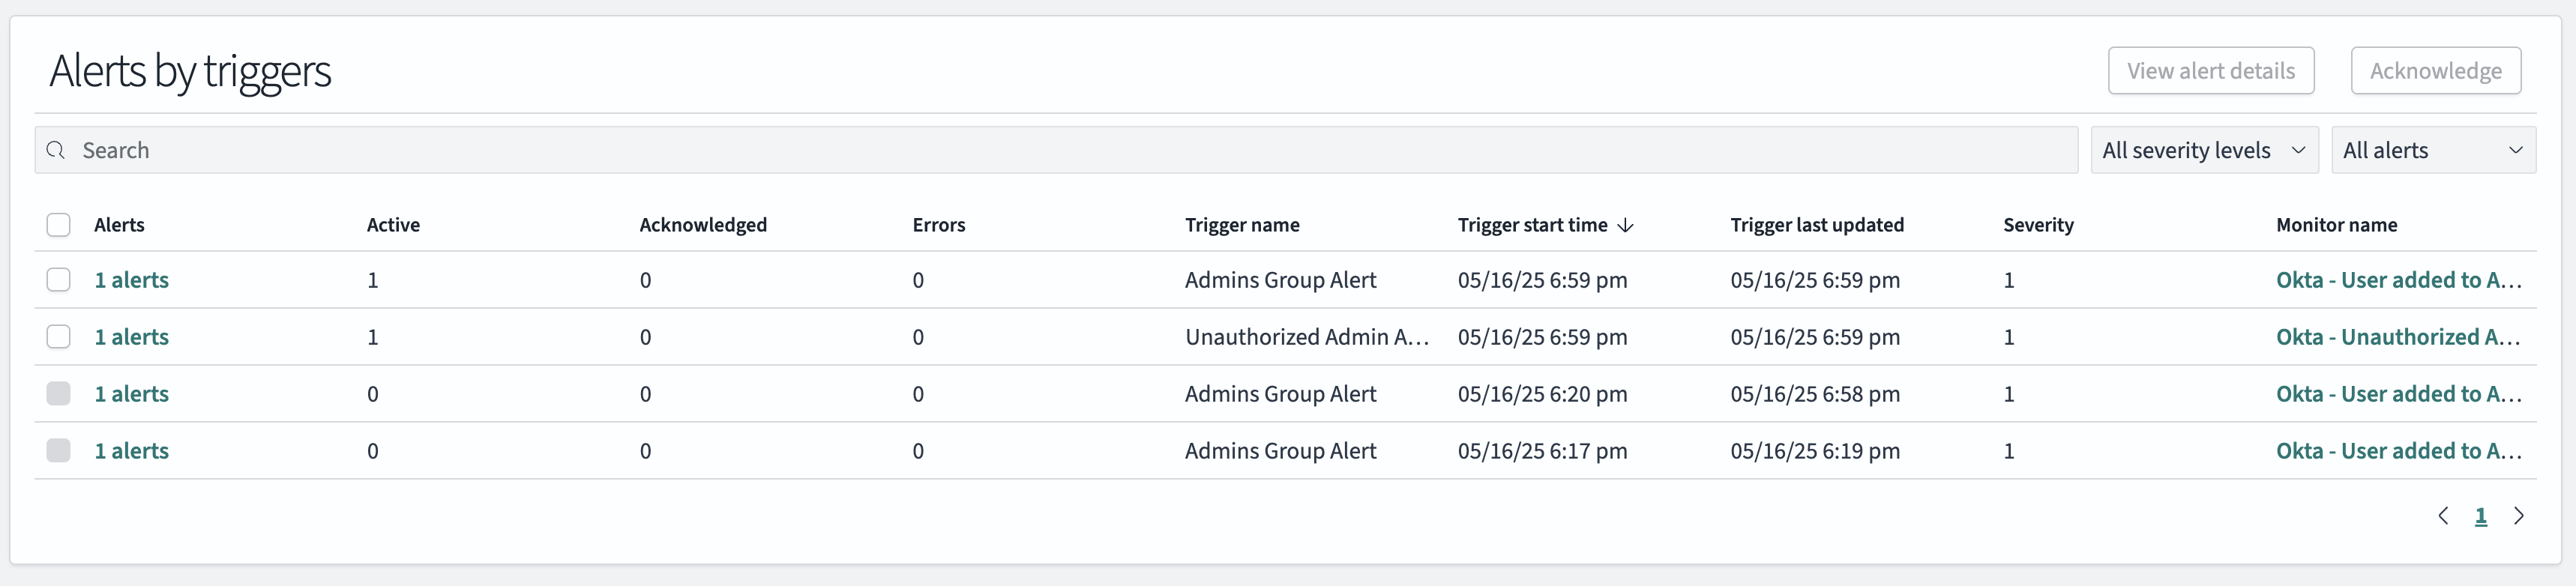 Alerts by triggers
View alert details
Acknowledge
Search
All severity levels
All alerts
Alerts Active Acknowledged Errors Trigger name Trigger start time Trigger last updated Severity Monitor name
1 alerts 1 0 0 Admins Group Alert 05/16/25 6:59 pm 05/16/25 6:59 pm 1 Okta - User added to A...
1 alerts 1 0 0 Unauthorized Admin A... 05/16/25 6:59 pm 05/16/25 6:59 pm 1 Okta - Unauthorized A...
1 alerts 0 0 0 Admins Group Alert 05/16/25 6:20 pm 05/16/25 6:58 pm 1 Okta - User added to A...
1 alerts 0 0 0 Admins Group Alert 05/16/25 6:17 pm 05/16/25 6:19 pm 1 Okta - User added to A...
1